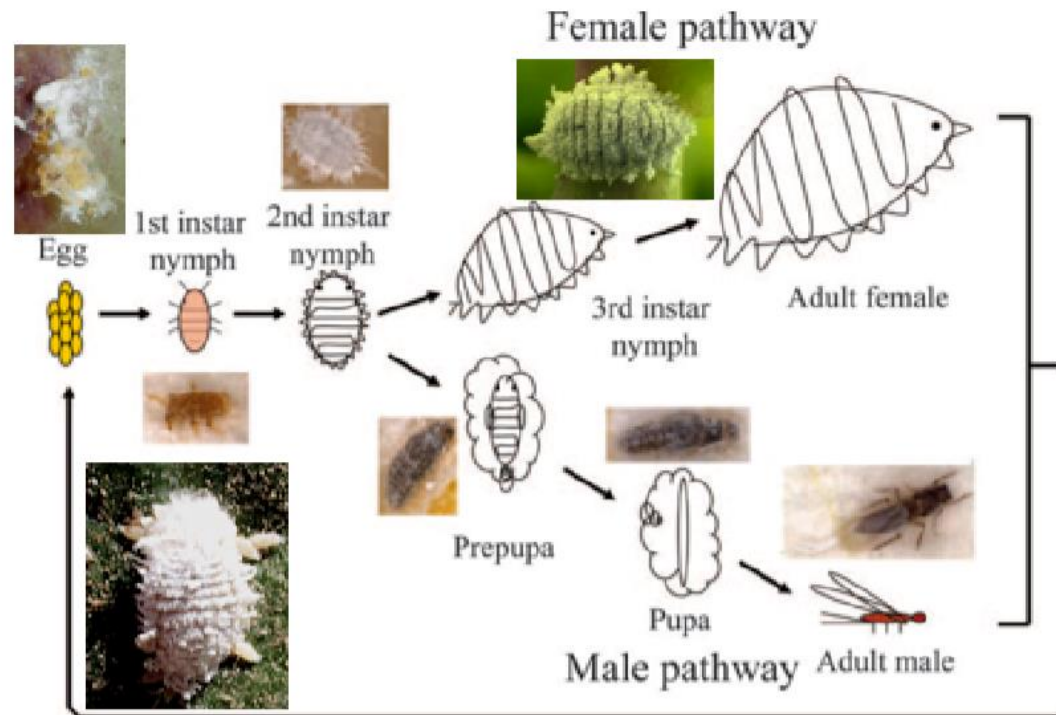 Female pathway
Egg
1st instar
nymph
2nd instar
nymph
3rd instar
nymph
Adult female
Prepupa
Pupa
Adult male
Male pathway